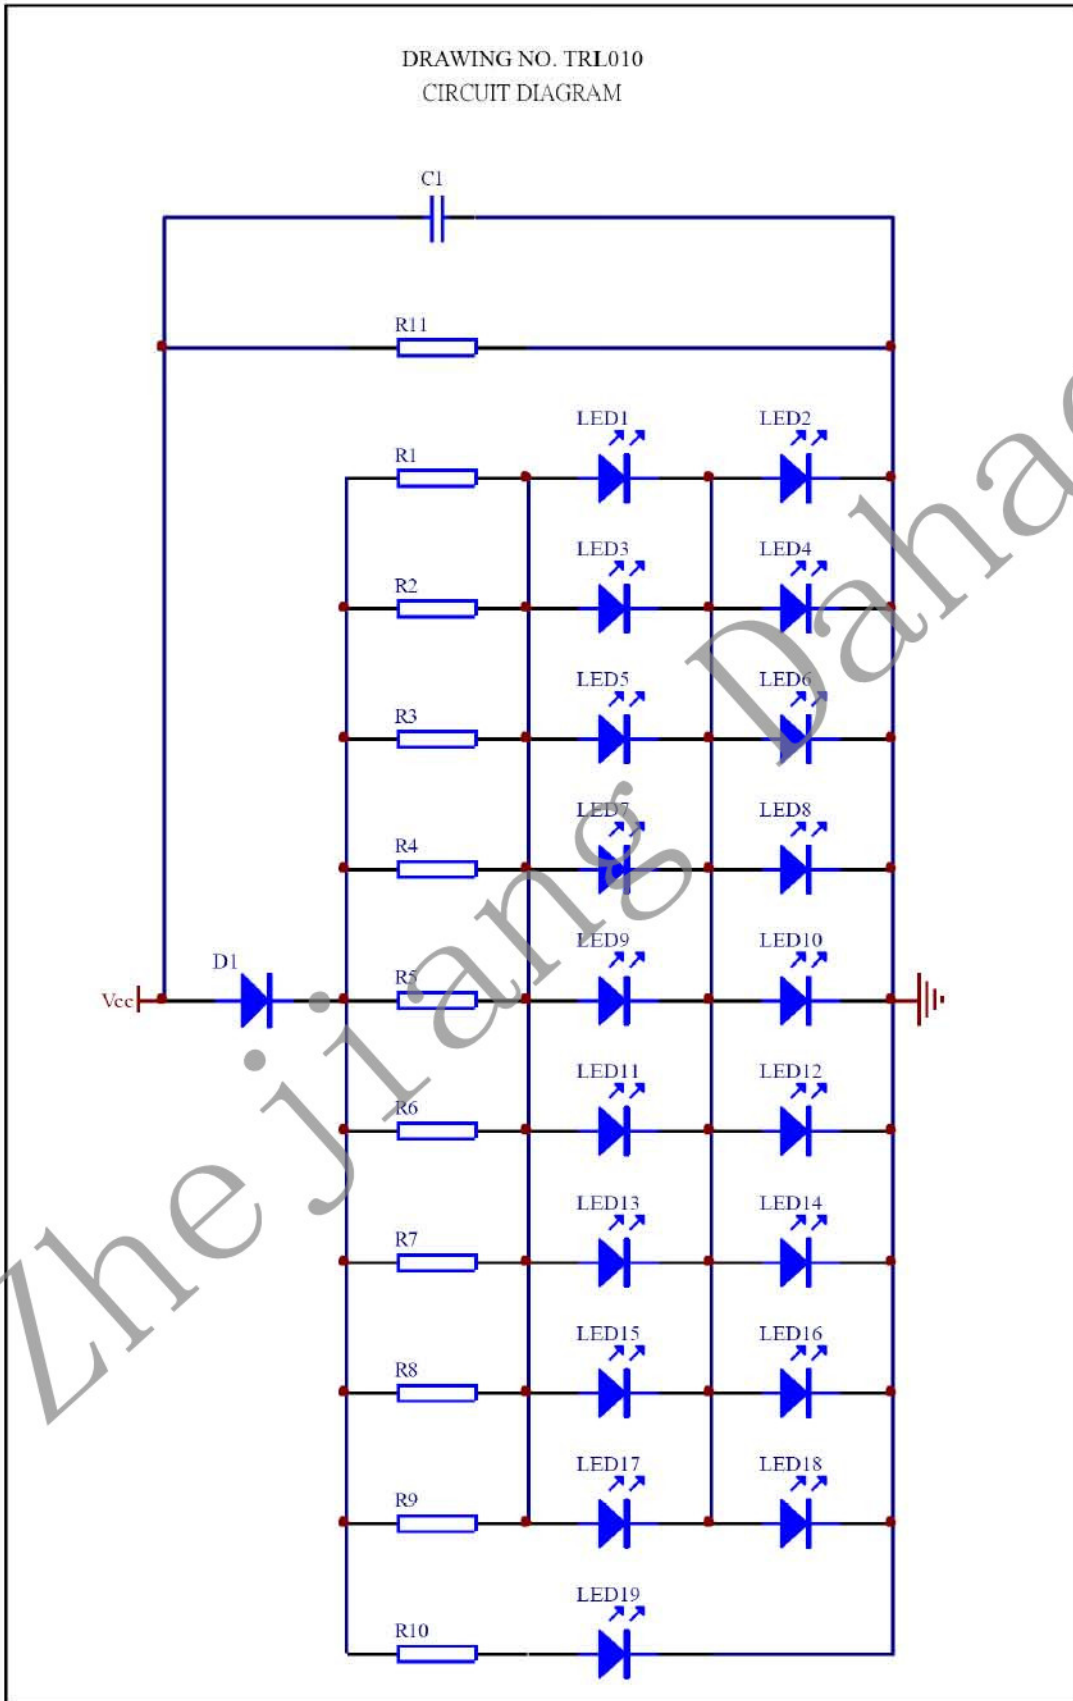 DRAWING NO. TRL010
CIRCUIT DIAGRAM
C1
R11
LED1 LED2
R1
LED3 LED4
R2
LED5 LED6
R3
LED7 LED8
R4
LED9 LED10
D1
R5
Vcc
LED11 LED12
R6
LED13 LED14
R7
LED15 LED16
R8
LED17 LED18
R9
LED19
R10
Zhejiang Daha